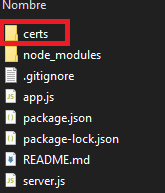 Nombre
certs
node_modules
.gitignore
app.js
package.json
package-lock.json
README.md
server.js